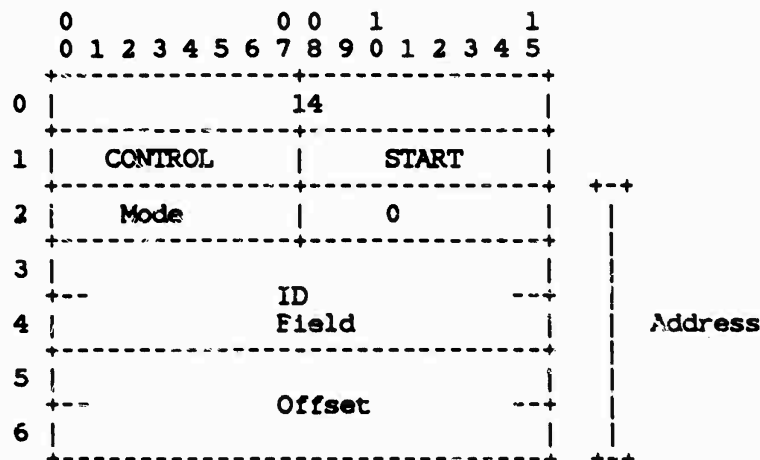 0 0 0 1 1
0 1 2 3 4 5 6 7 8 9 0 1 2 3 4 5
0 14
1 CONTROL START
2 Mode 0
3
ID
4 Field Address
5
Offset
6